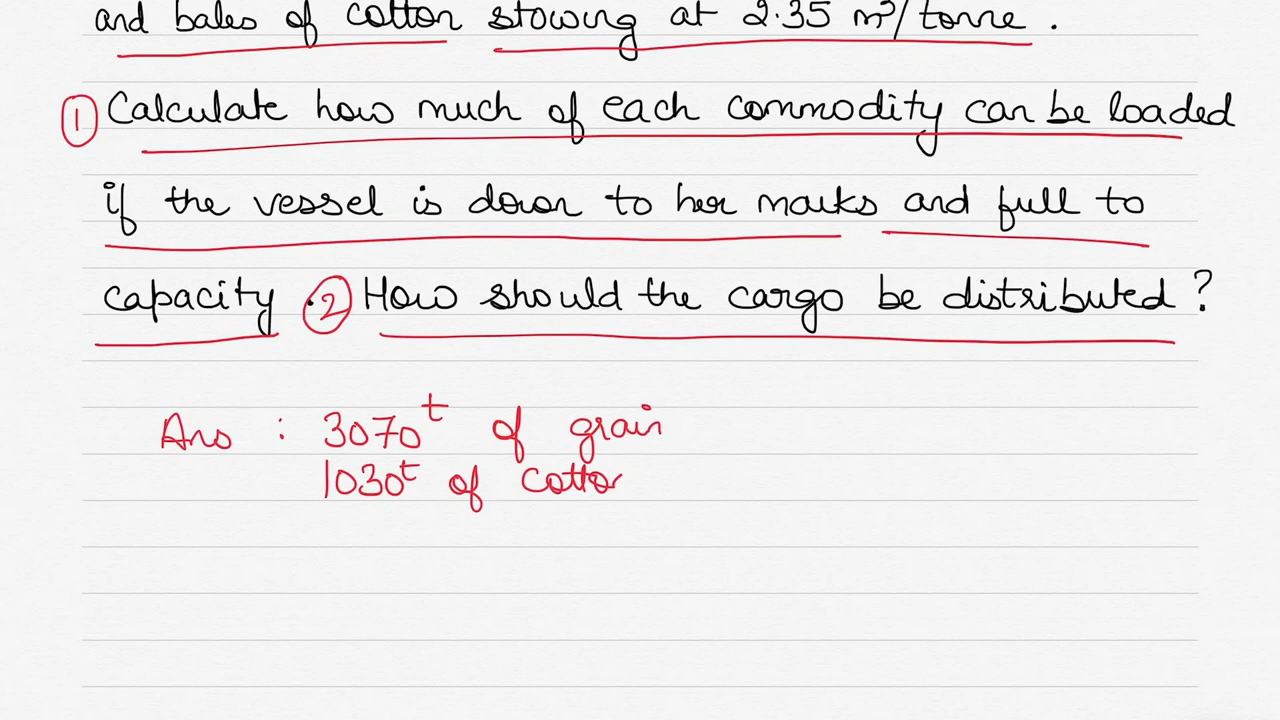 and bales of cotton stowing at 2.35 m³/tonne.
① Calculate how much of each commodity can be loaded
if the vessel is down to her marks and full to
capacity. ② How should the cargo be distributed?
Ans : 3070ᵗ of grain
1030ᵗ of cotton